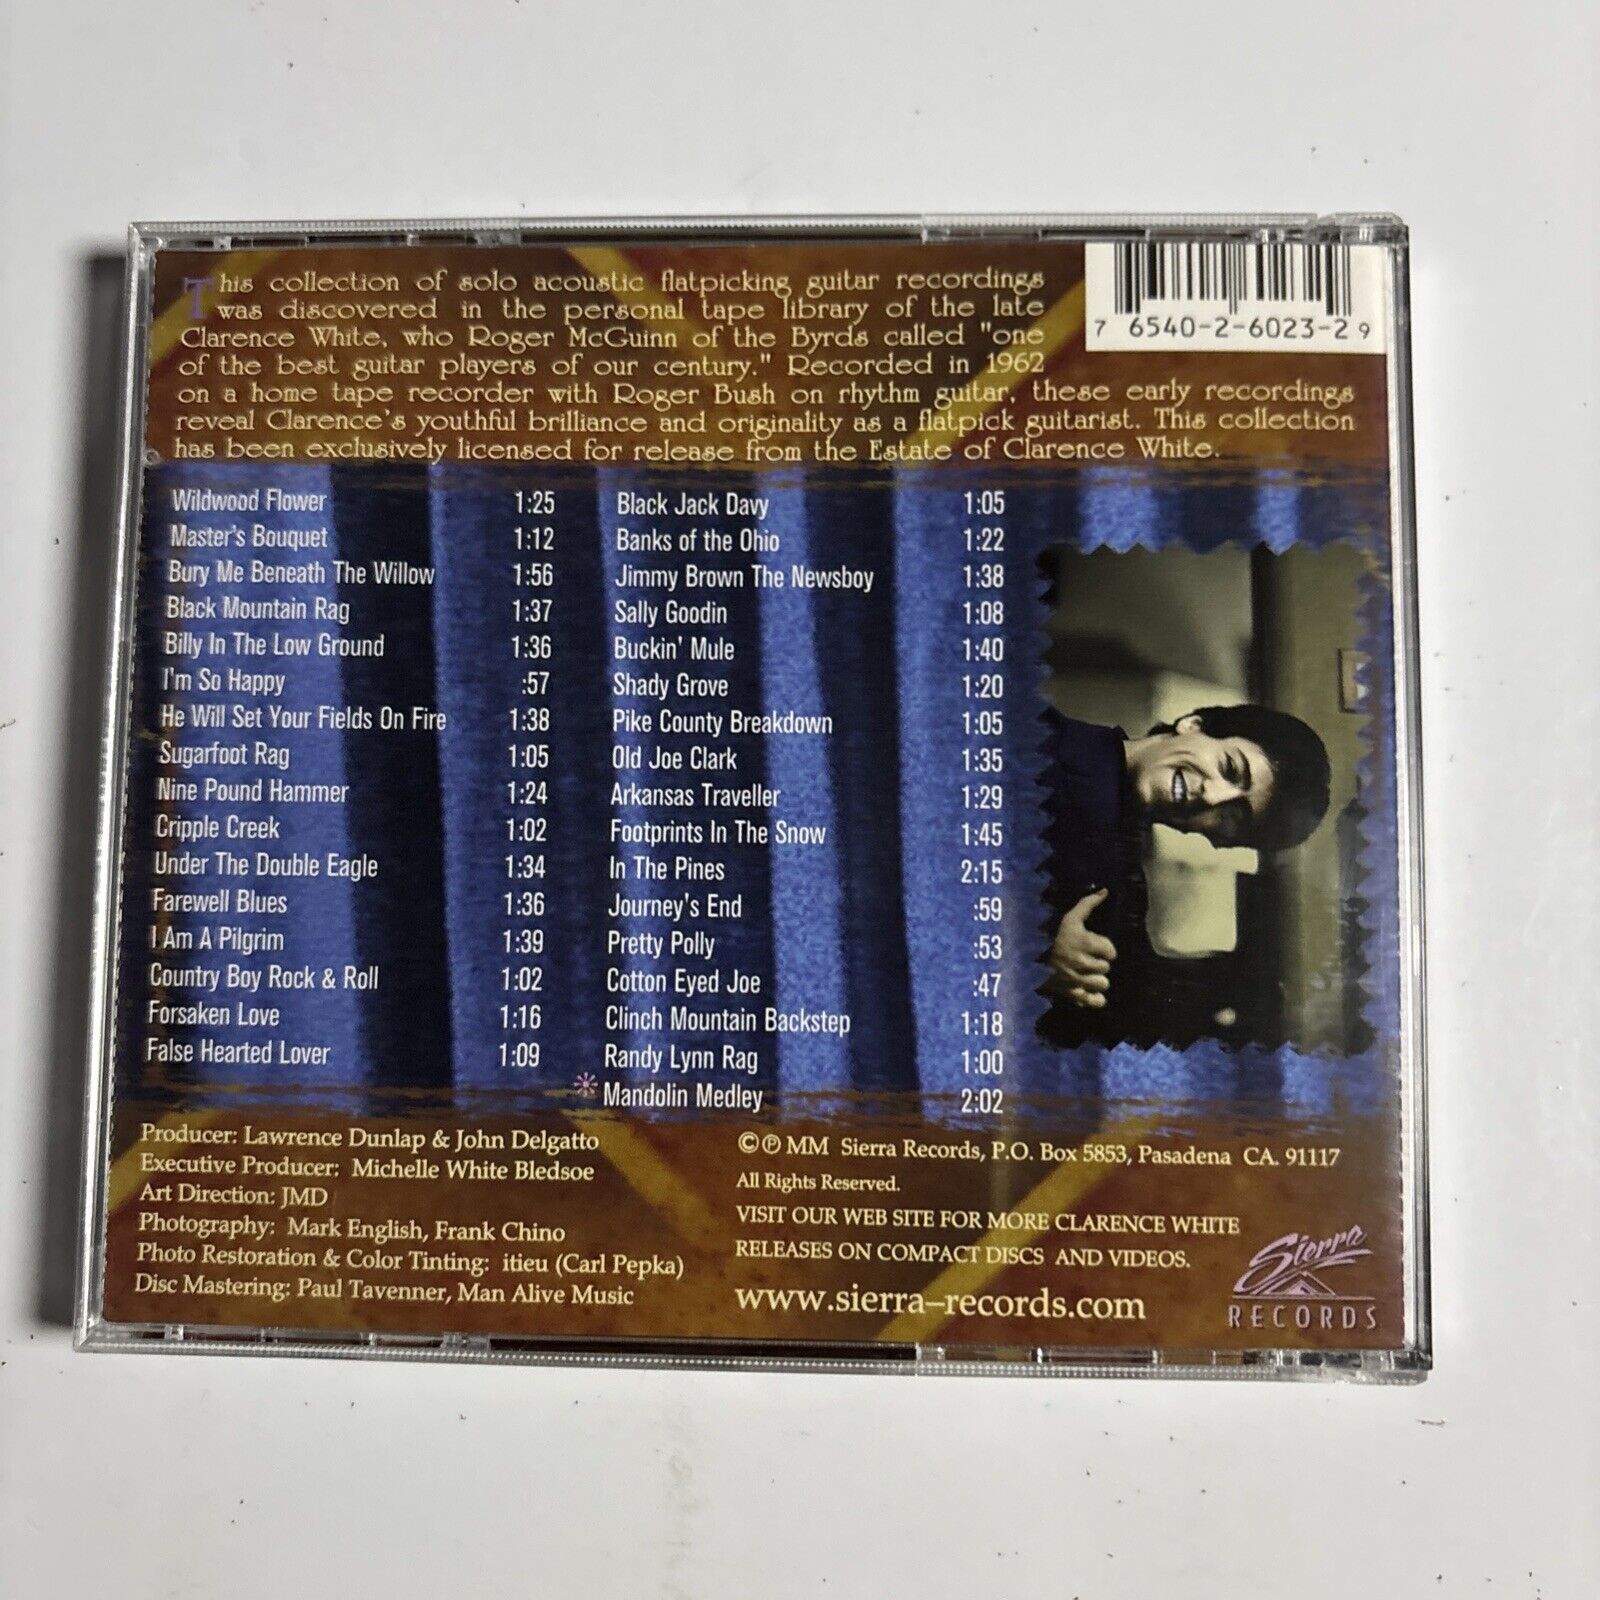 This collection of solo acoustic flatpicking guitar recordings
was discovered in the personal tape library of the late
Clarence White, who Roger McGuinn of the Byrds called "one
of the best guitar players of our century." Recorded in 1962
on a home tape recorder with Roger Bush on rhythm guitar, these early recordings
reveal Clarence's youthful brilliance and originality as a flatpick guitarist. This collection
has been exclusively licensed for release from the Estate of Clarence White.
7 6540-2-6023-2 9
Wildwood Flower 1:25
Master's Bouquet 1:12
Bury Me Beneath The Willow 1:56
Black Mountain Rag 1:37
Billy In The Low Ground 1:36
I'm So Happy :57
He Will Set Your Fields On Fire 1:38
Sugarfoot Rag 1:05
Nine Pound Hammer 1:24
Cripple Creek 1:02
Under The Double Eagle 1:34
Farewell Blues 1:36
I Am A Pilgrim 1:39
Country Boy Rock & Roll 1:02
Forsaken Love 1:16
False Hearted Lover 1:09
Black Jack Davy 1:05
Banks of the Ohio 1:22
Jimmy Brown The Newsboy 1:38
Sally Goodin 1:08
Buckin' Mule 1:40
Shady Grove 1:20
Pike County Breakdown 1:05
Old Joe Clark 1:35
Arkansas Traveller 1:29
Footprints In The Snow 1:45
In The Pines 2:15
Journey's End :59
Pretty Polly :53
Cotton Eyed Joe :47
Clinch Mountain Backstep 1:18
Randy Lynn Rag 1:00
Mandolin Medley 2:02
Producer: Lawrence Dunlap & John Delgatto
Executive Producer: Michelle White Bledsoe
Art Direction: JMD
Photography: Mark English, Frank Chino
Photo Restoration & Color Tinting: itieu (Carl Pepka)
Disc Mastering: Paul Tavenner, Man Alive Music
©℗ MM Sierra Records, P.O. Box 5853, Pasadena CA. 91117
All Rights Reserved.
VISIT OUR WEB SITE FOR MORE CLARENCE WHITE
RELEASES ON COMPACT DISCS AND VIDEOS.
www.sierra-records.com
Sierra
RECORDS